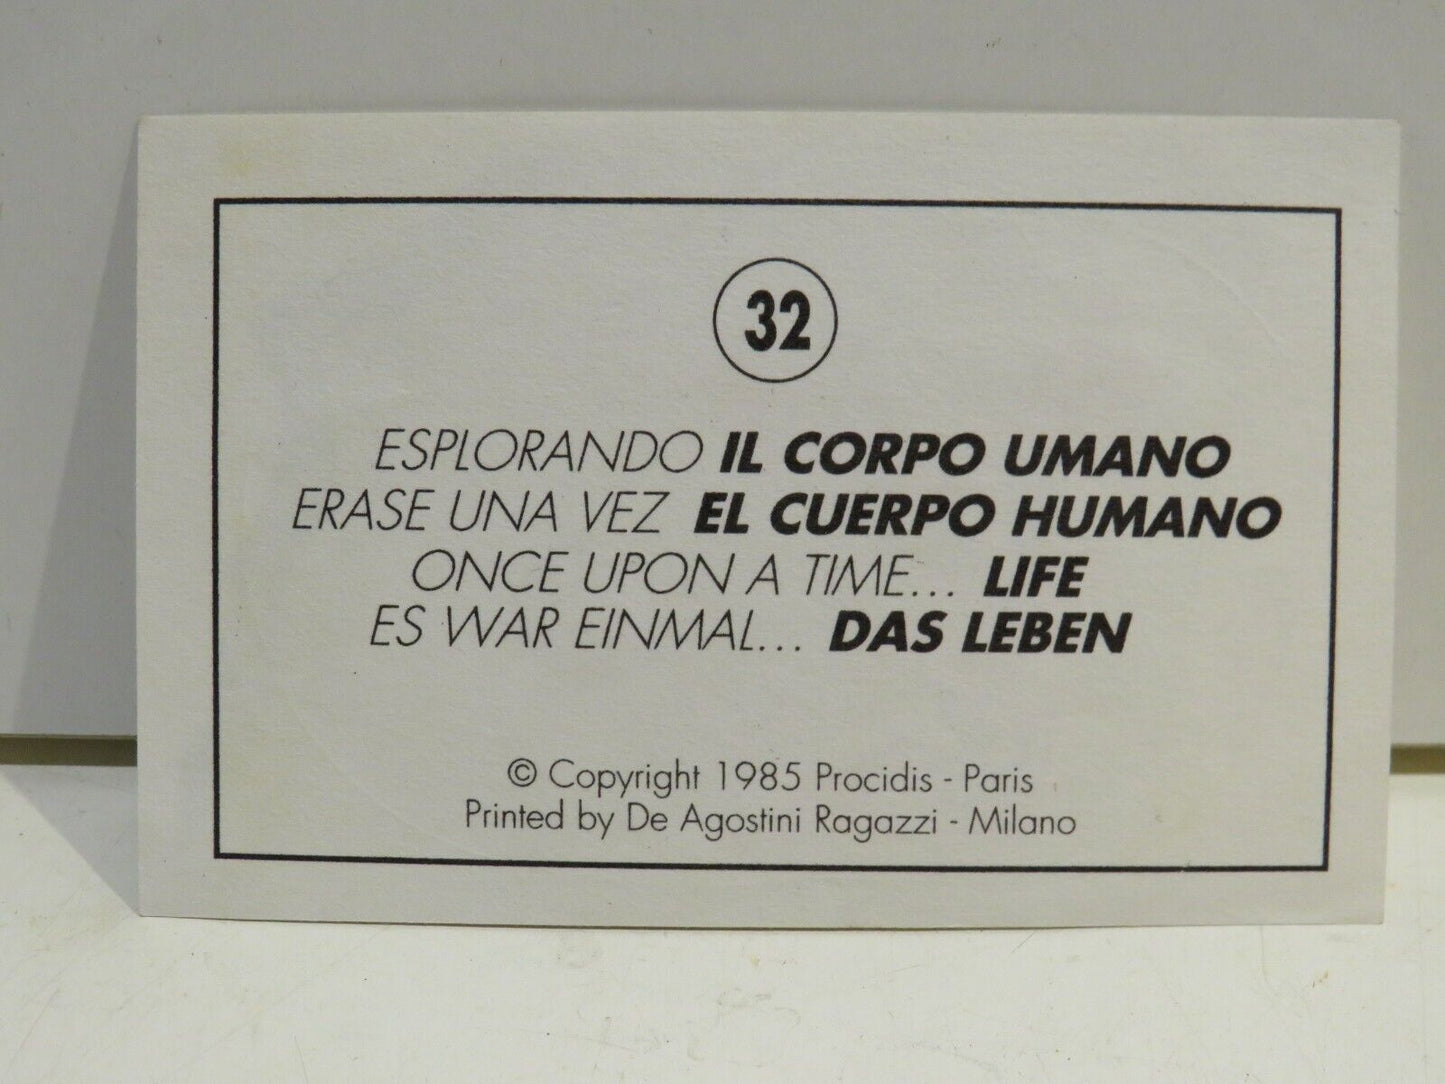 32
ESPLORANDO IL CORPO UMANO
ERASE UNA VEZ EL CUERPO HUMANO
ONCE UPON A TIME... LIFE
ES WAR EINMAL... DAS LEBEN
© Copyright 1985 Procidis - Paris
Printed by De Agostini Ragazzi - Milano